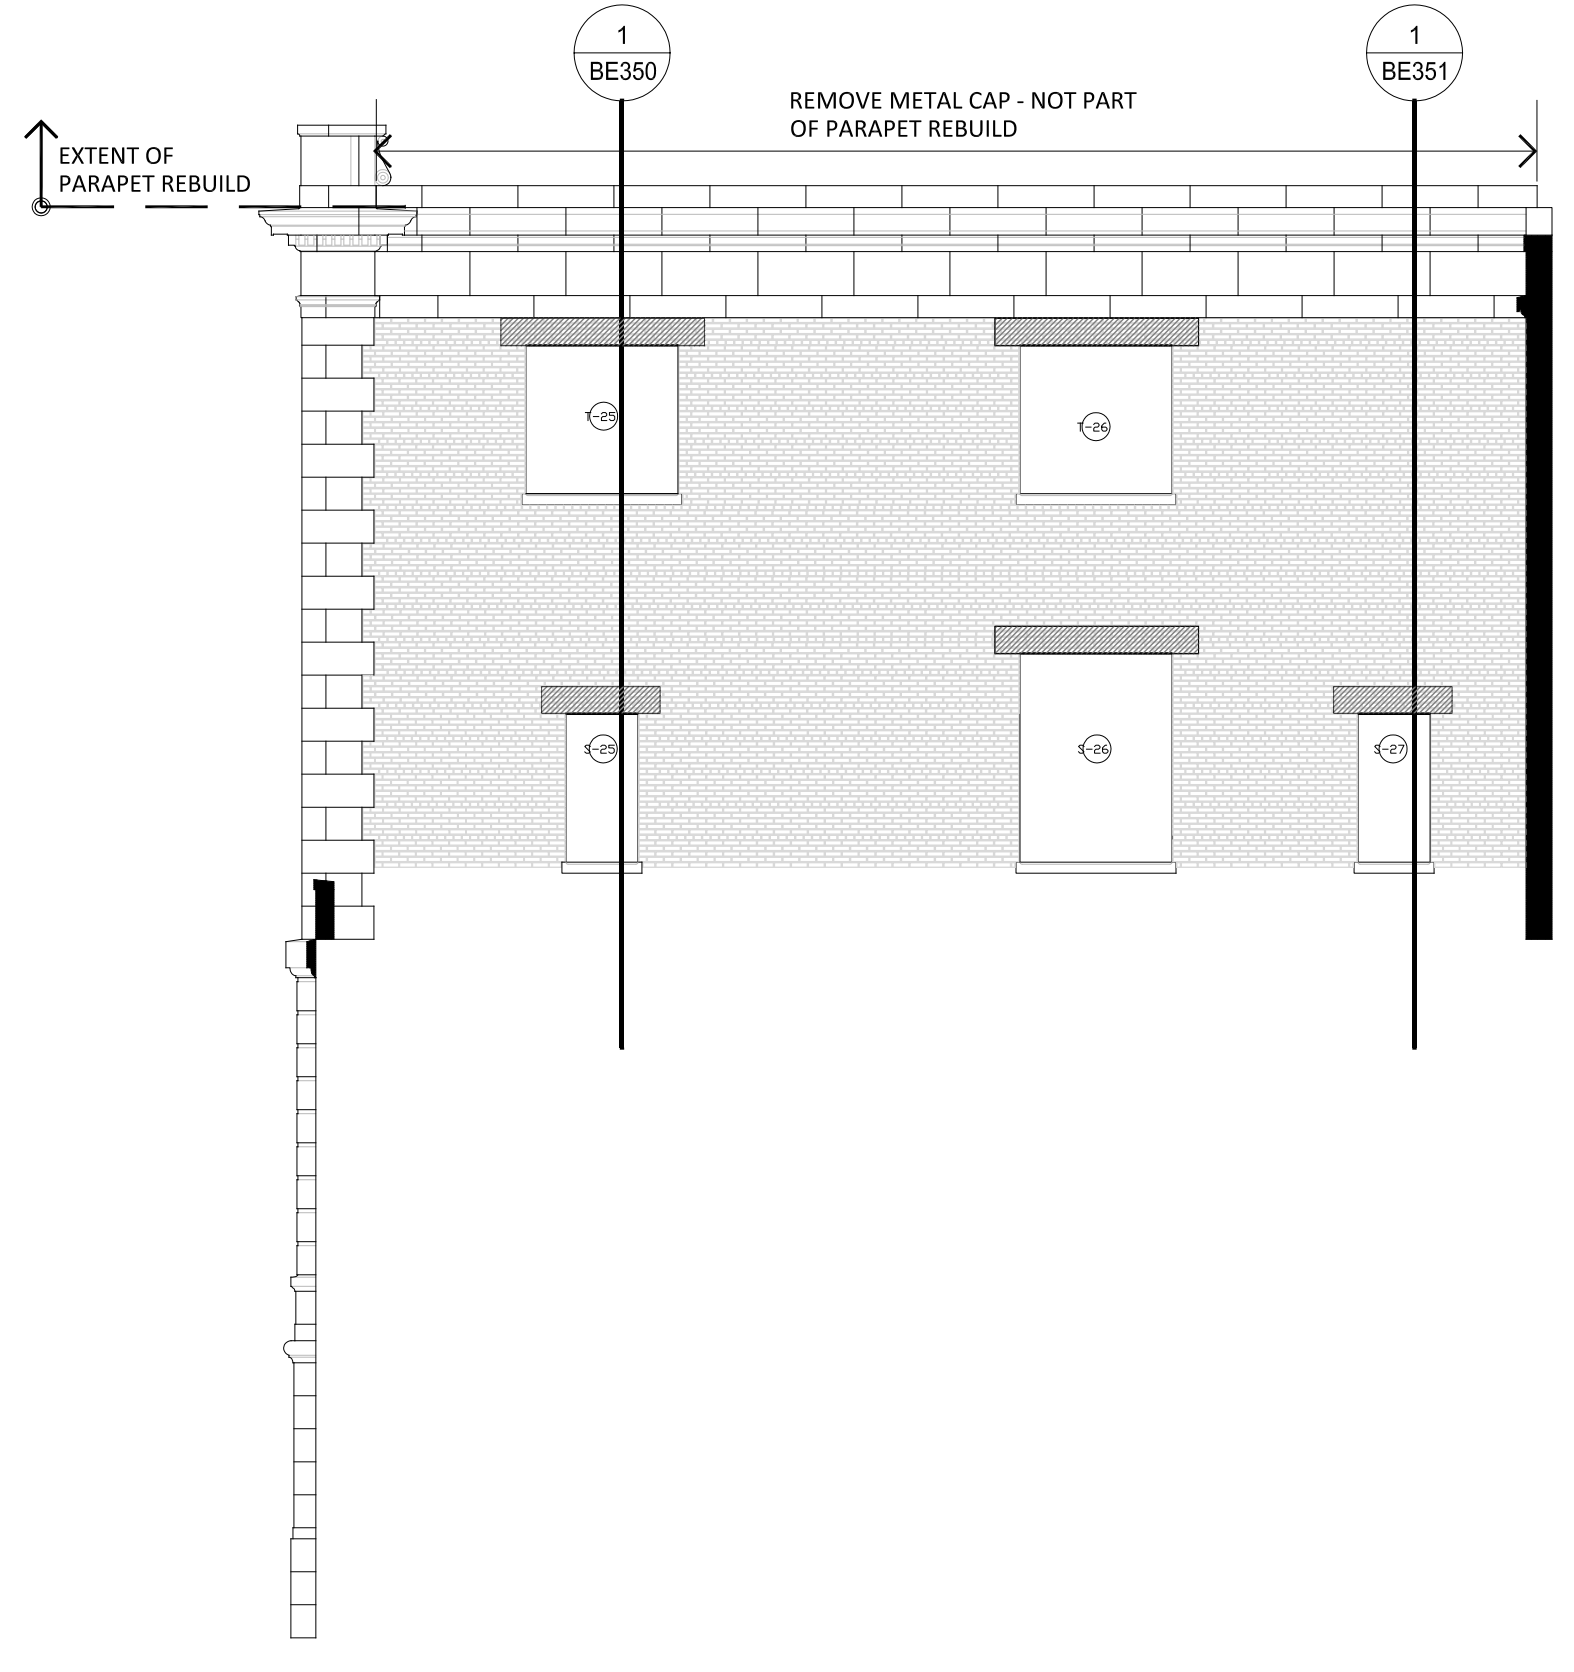 1
BE350
1
BE351
REMOVE METAL CAP - NOT PART
OF PARAPET REBUILD
EXTENT OF
PARAPET REBUILD
T-25
T-26
S-25
S-26
S-27